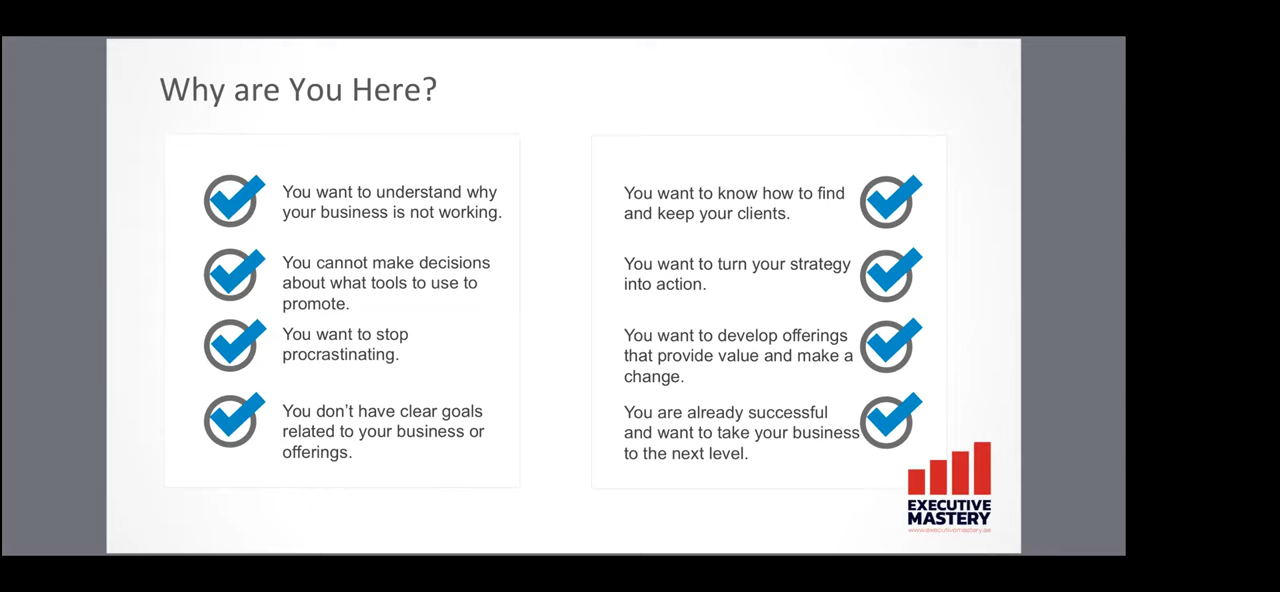 Why are You Here?
You want to understand why
your business is not working.
You cannot make decisions
about what tools to use to
promote.
You want to stop
procrastinating.
You don’t have clear goals
related to your business or
offerings.
You want to know how to find
and keep your clients.
You want to turn your strategy
into action.
You want to develop offerings
that provide value and make a
change.
You are already successful
and want to take your business
to the next level.
EXECUTIVE
MASTERY
www.executivemastery.ae